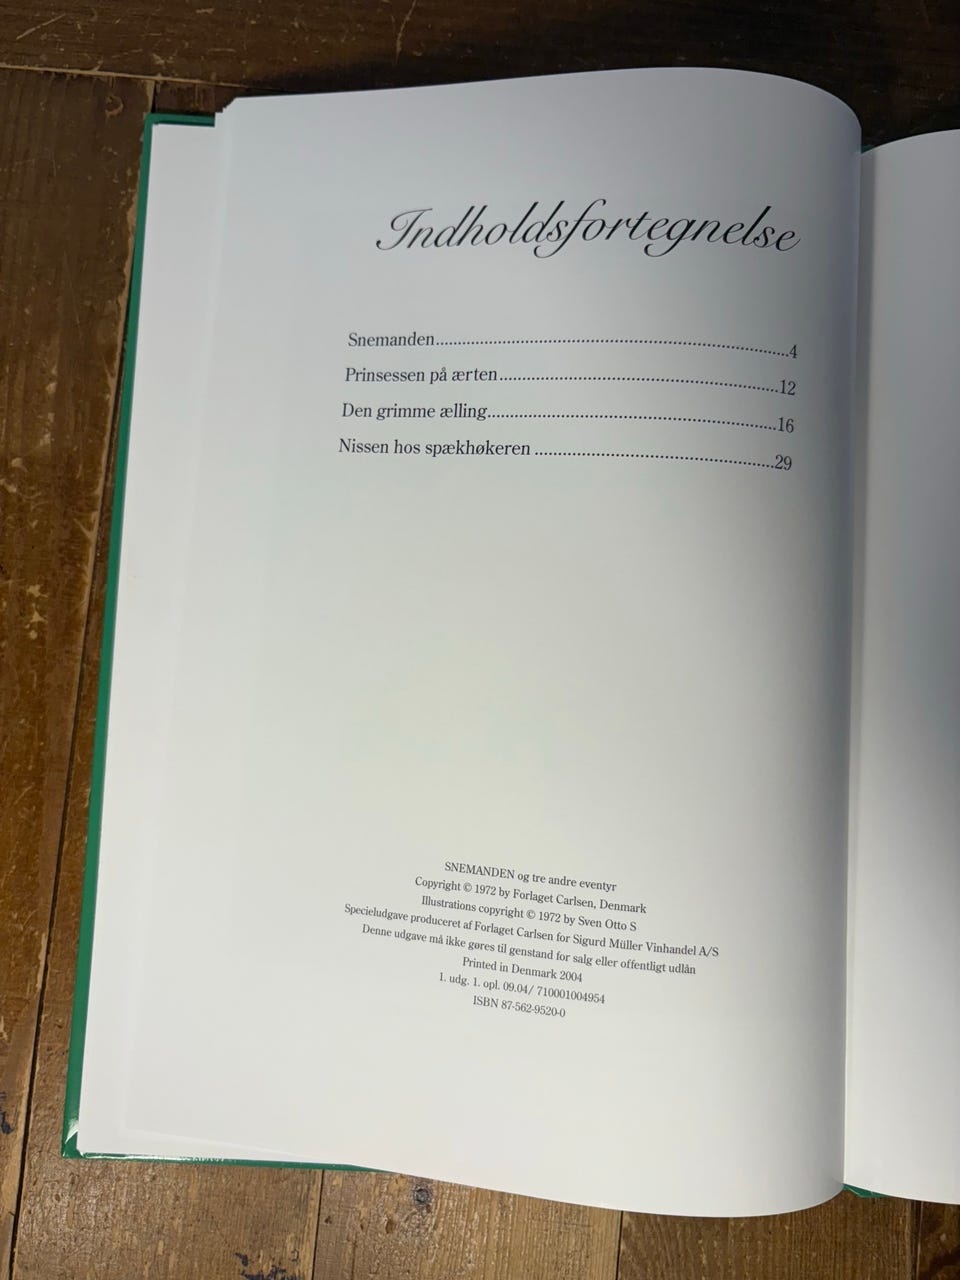 Indholdsfortegnelse
Snemanden..........................................................................4
Prinsessen på ærten..............................................................12
Den grimme ælling................................................................16
Nissen hos spækhøkeren .....................................................29
SNEMANDEN og tre andre eventyr
Copyright © 1972 by Forlaget Carlsen, Denmark
Illustrations copyright © 1972 by Sven Otto S
Specieludgave produceret af Forlaget Carlsen for Sigurd Müller Vinhandel A/S
Denne udgave må ikke gøres til genstand for salg eller offentligt udlån
Printed in Denmark 2004
1. udg. 1. opl. 09.04/ 710001004954
ISBN 87-562-9520-0